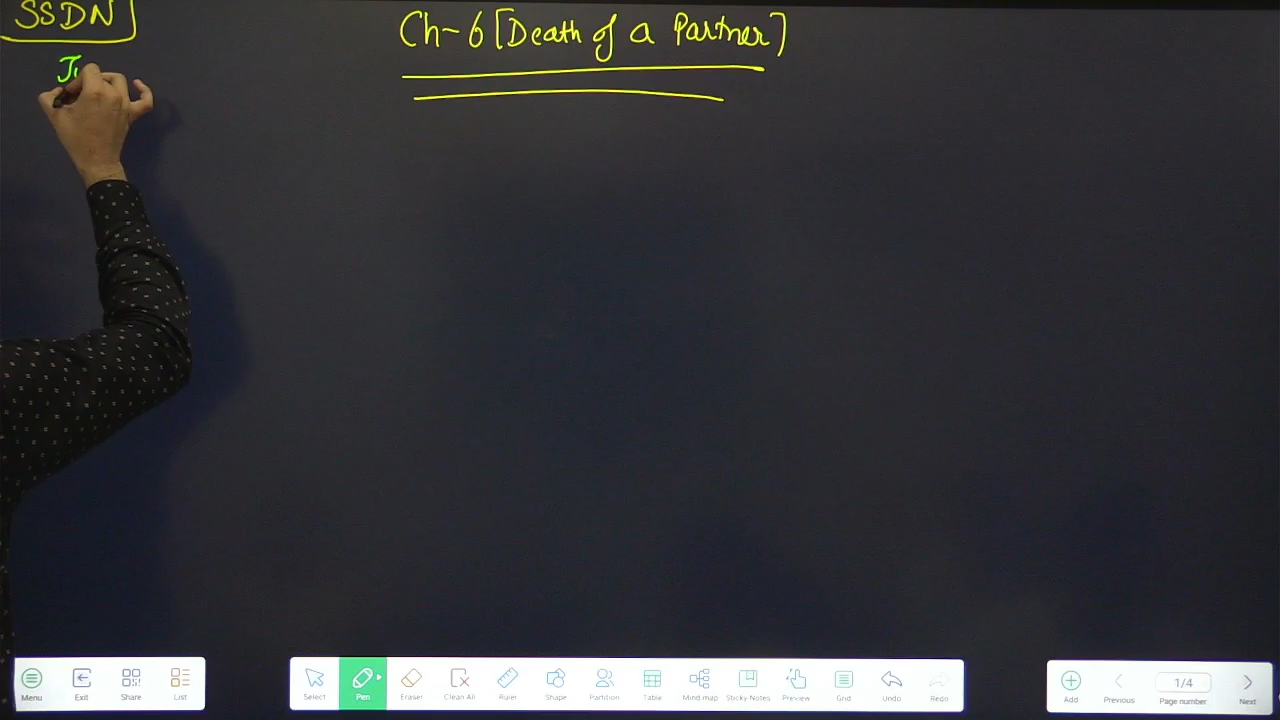 SSDN
Ch-6 [Death of a Partner]
Menu
Exit
Share
List
Select
Pen
Eraser
Clean All
Ruler
Shape
Partition
Table
Mind map
Sticky Notes
Preview
Grid
Undo
Redo
Add
Previous
1/4
Page number
Next